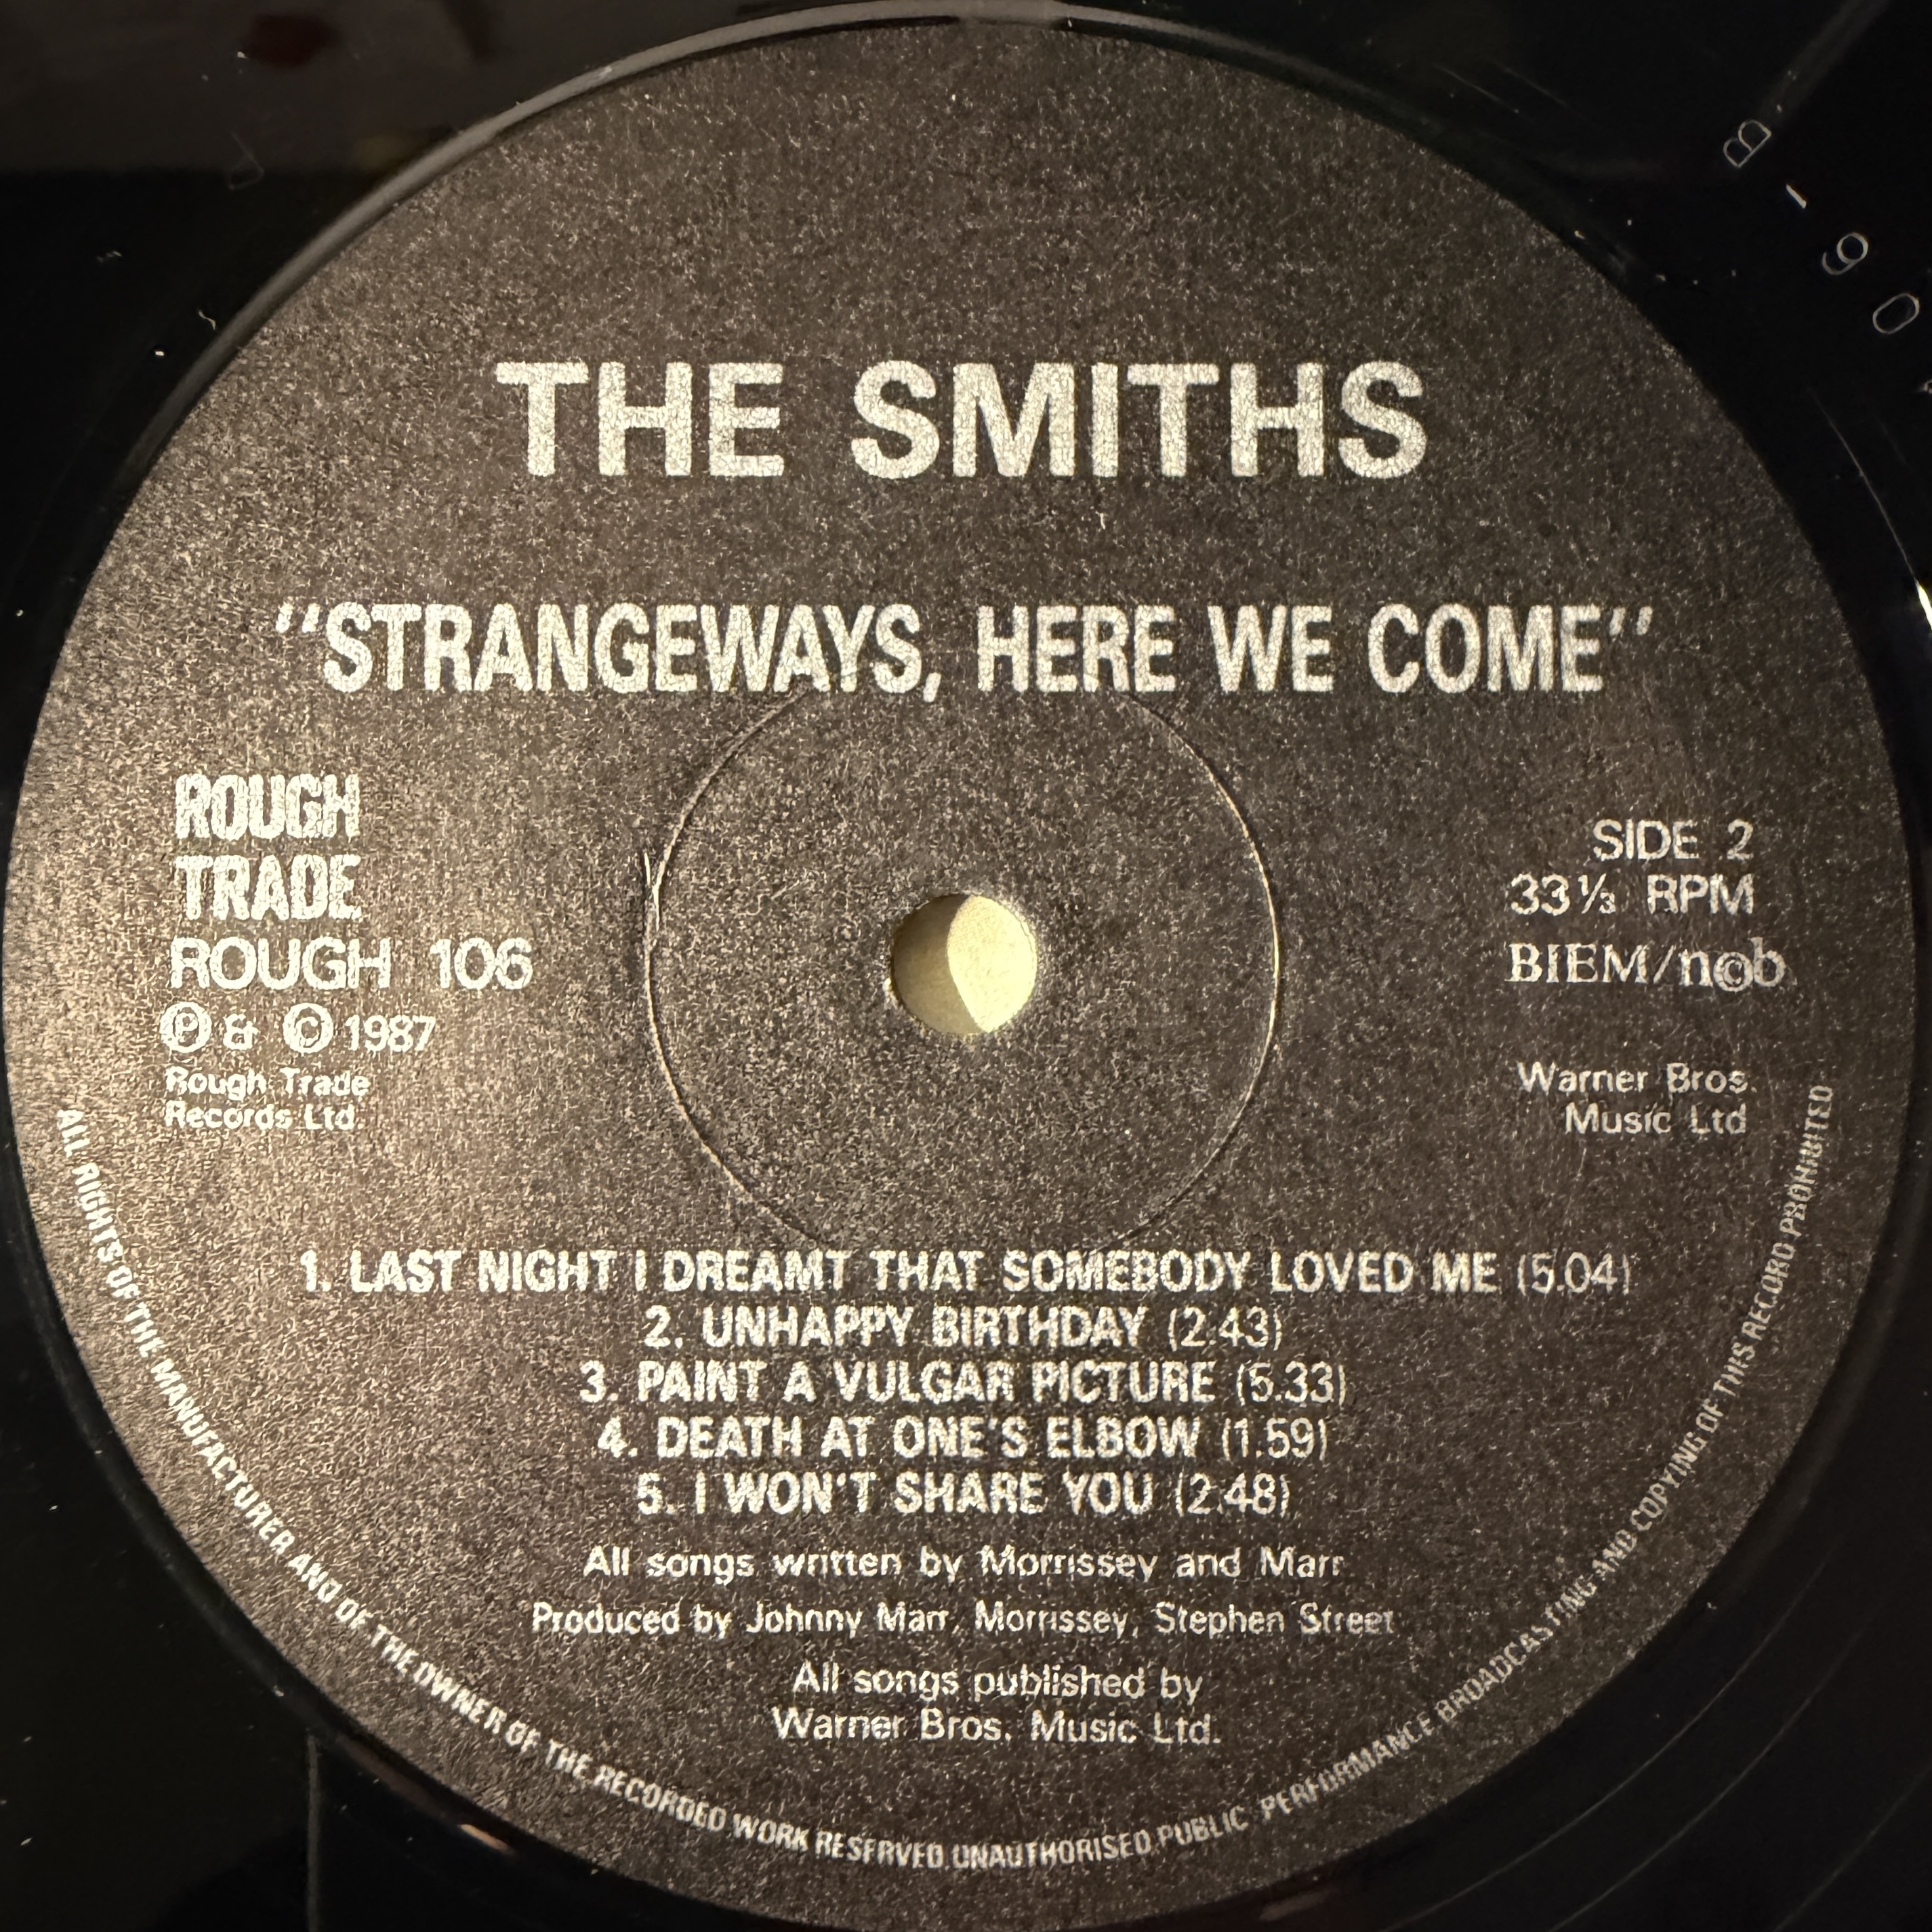 THE SMITHS
"STRANGEWAYS, HERE WE COME"
ROUGH
TRADE
ROUGH 106
Ⓟ & © 1987
Rough Trade
Records Ltd.
SIDE 2
33⅓ RPM
BIEM/n©b
Warner Bros.
Music Ltd
1. LAST NIGHT I DREAMT THAT SOMEBODY LOVED ME (5.04)
2. UNHAPPY BIRTHDAY (2.43)
3. PAINT A VULGAR PICTURE (5.33)
4. DEATH AT ONE'S ELBOW (1.59)
5. I WON'T SHARE YOU (2.48)
All songs written by Morrissey and Marr
Produced by Johnny Marr, Morrissey, Stephen Street
All songs published by
Warner Bros. Music Ltd.
ALL RIGHTS OF THE MANUFACTURER AND OF THE OWNER OF THE RECORDED WORK RESERVED. UNAUTHORISED PUBLIC PERFORMANCE BROADCASTING AND COPYING OF THIS RECORD PROHIBITED
B - 190